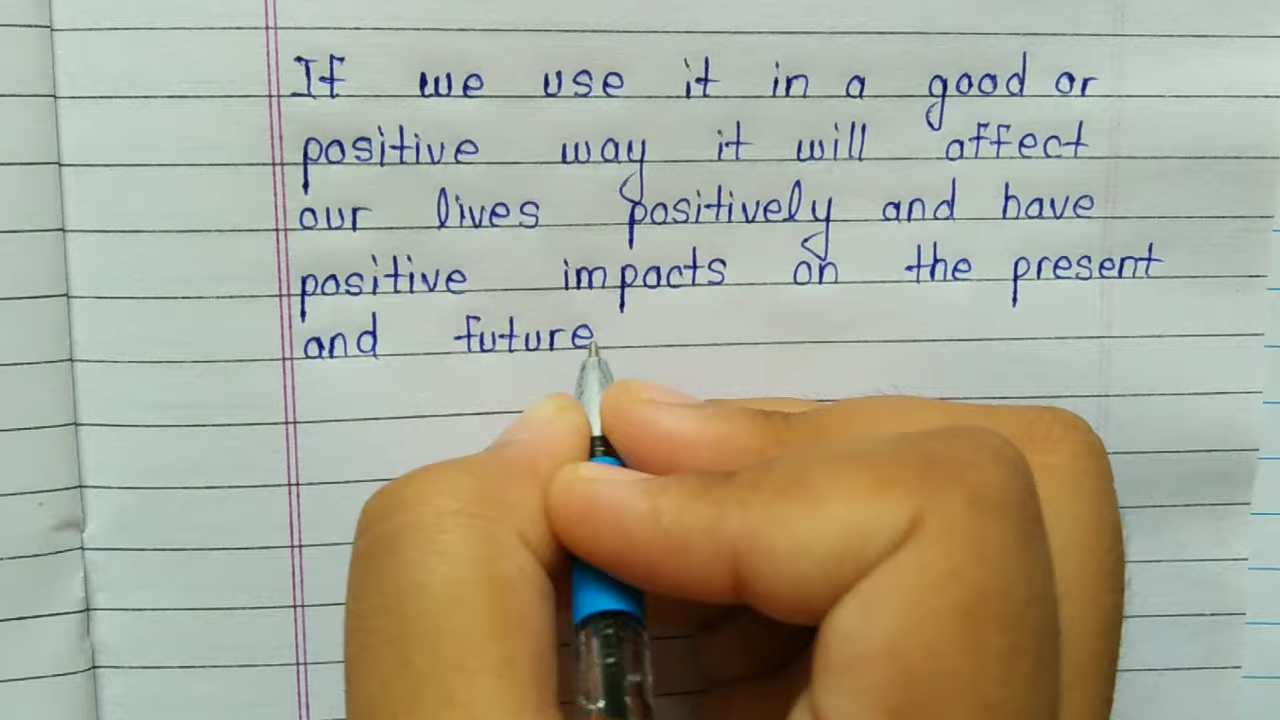 If we use it in a good or
positive way it will affect
our lives positively and have
positive impacts on the present
and future